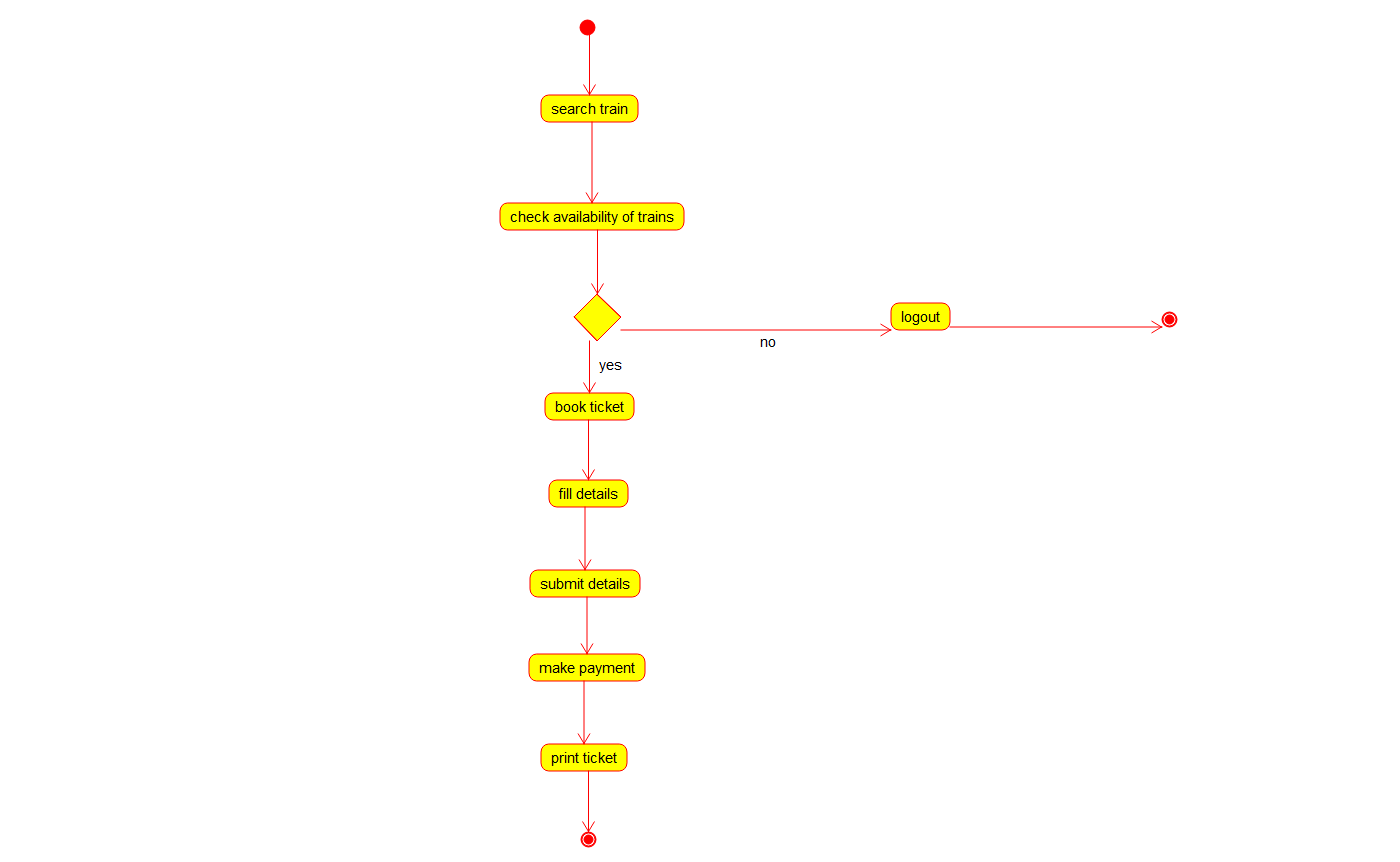 search train
check availability of trains
logout
no
yes
book ticket
fill details
submit details
make payment
print ticket